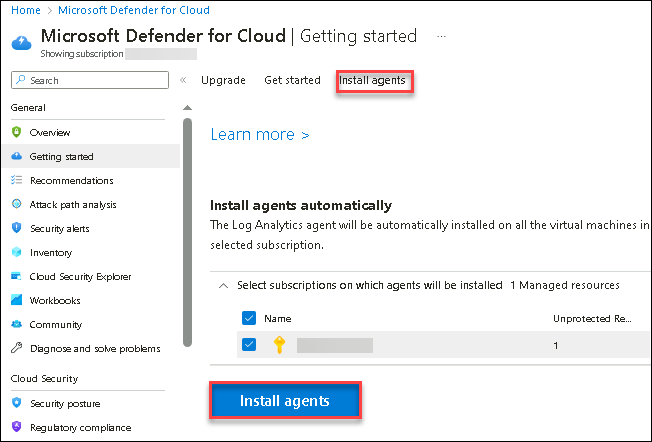 Home > Microsoft Defender for Cloud
Microsoft Defender for Cloud | Getting started ...
Showing subscription
Search
« Upgrade Get started Install agents
General
Overview
Getting started
Recommendations
Attack path analysis
Security alerts
Inventory
Cloud Security Explorer
Workbooks
Community
Diagnose and solve problems
Cloud Security
Security posture
Regulatory compliance
Learn more >
Install agents automatically
The Log Analytics agent will be automatically installed on all the virtual machines in
selected subscription.
Select subscriptions on which agents will be installed 1 Managed resources
Name Unprotected Re...
1
Install agents